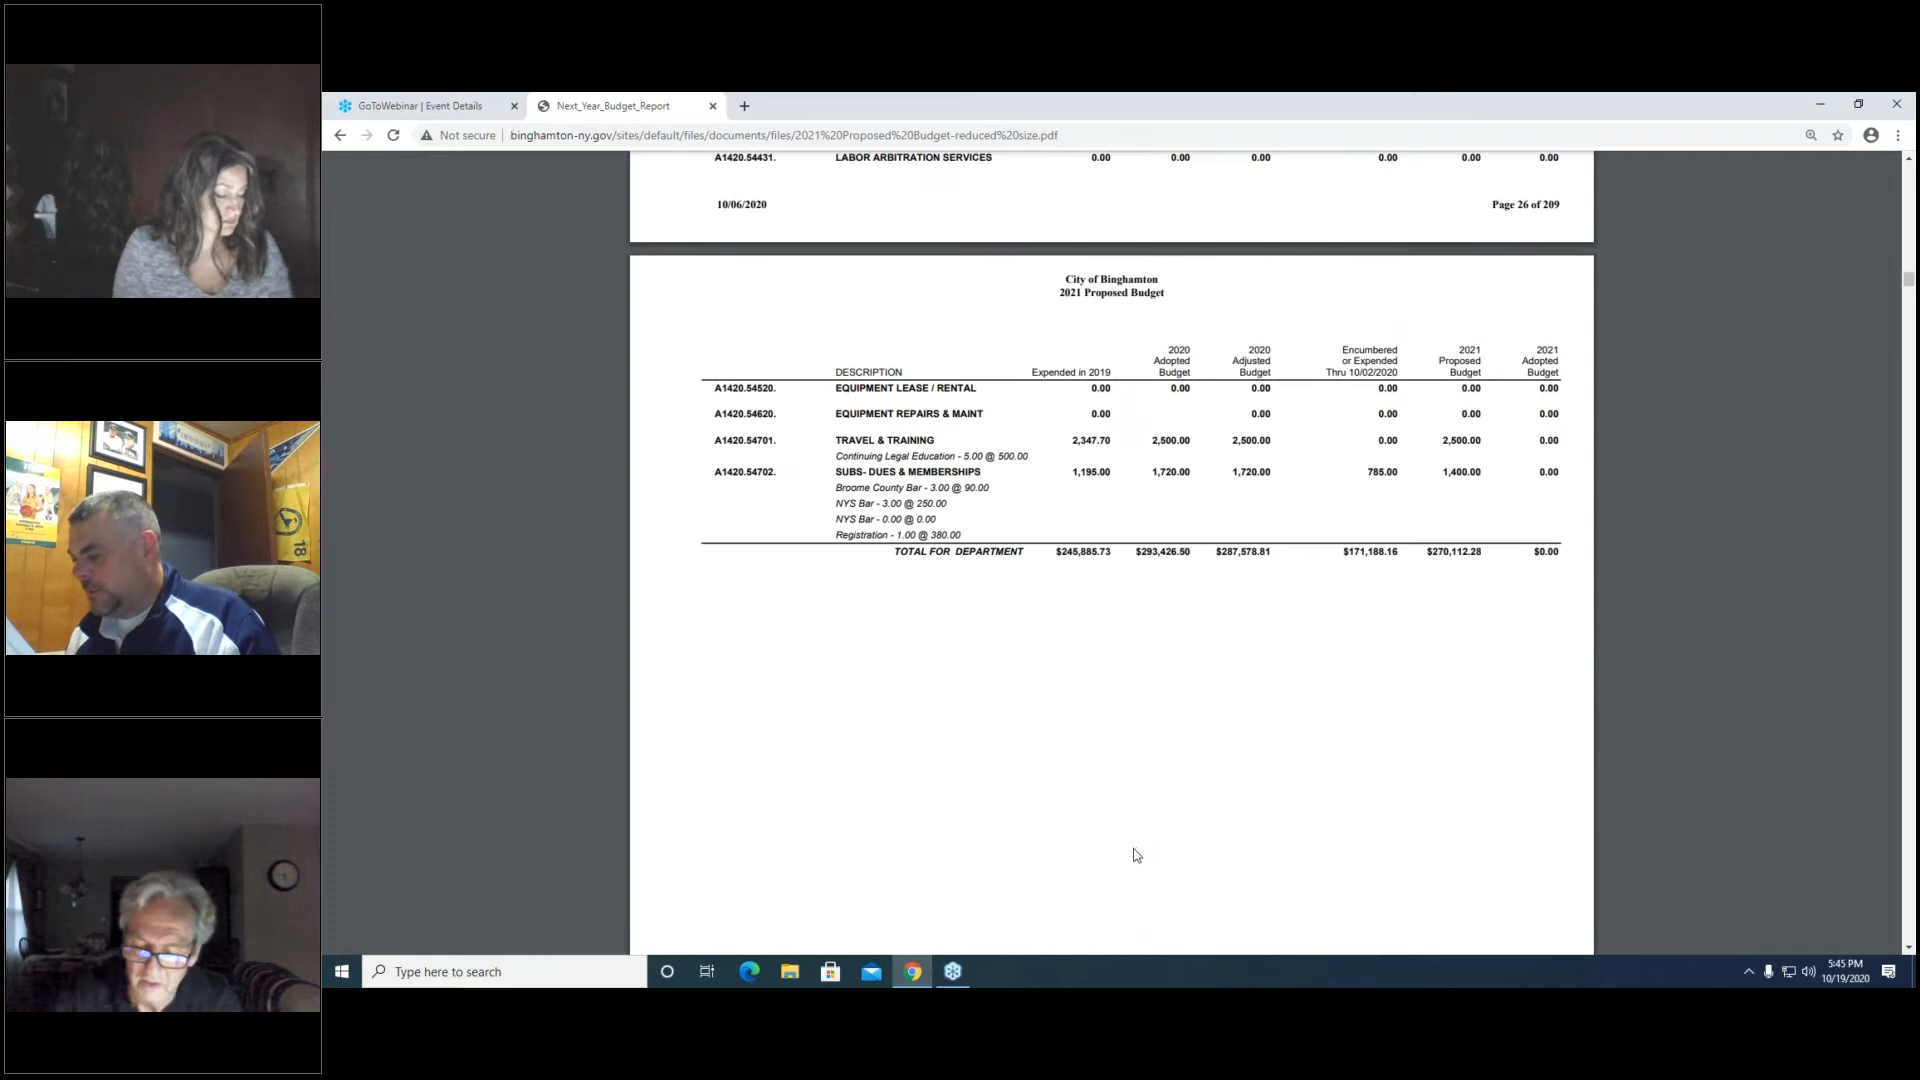 GoToWebinar | Event Details
Next_Year_Budget_Report
Not secure | binghamton-ny.gov/sites/default/files/documents/files/2021%20Proposed%20Budget-reduced%20size.pdf
A1420.54431. LABOR ARBITRATION SERVICES 0.00 0.00 0.00 0.00 0.00 0.00
10/06/2020 Page 26 of 209
City of Binghamton
2021 Proposed Budget
2020 2020 Encumbered 2021 2021
Adopted Adjusted or Expended Proposed Adopted
DESCRIPTION Expended in 2019 Budget Budget Thru 10/02/2020 Budget Budget
A1420.54520. EQUIPMENT LEASE / RENTAL 0.00 0.00 0.00 0.00 0.00 0.00
A1420.54620. EQUIPMENT REPAIRS & MAINT 0.00 0.00 0.00 0.00 0.00
A1420.54701. TRAVEL & TRAINING 2,347.70 2,500.00 2,500.00 0.00 2,500.00 0.00
Continuing Legal Education - 5.00 @ 500.00
A1420.54702. SUBS- DUES & MEMBERSHIPS 1,195.00 1,720.00 1,720.00 785.00 1,400.00 0.00
Broome County Bar - 3.00 @ 90.00
NYS Bar - 3.00 @ 250.00
NYS Bar - 0.00 @ 0.00
Registration - 1.00 @ 380.00
TOTAL FOR DEPARTMENT $245,885.73 $293,426.50 $287,578.81 $171,188.16 $270,112.28 $0.00
18
Type here to search
5:45 PM
10/19/2020